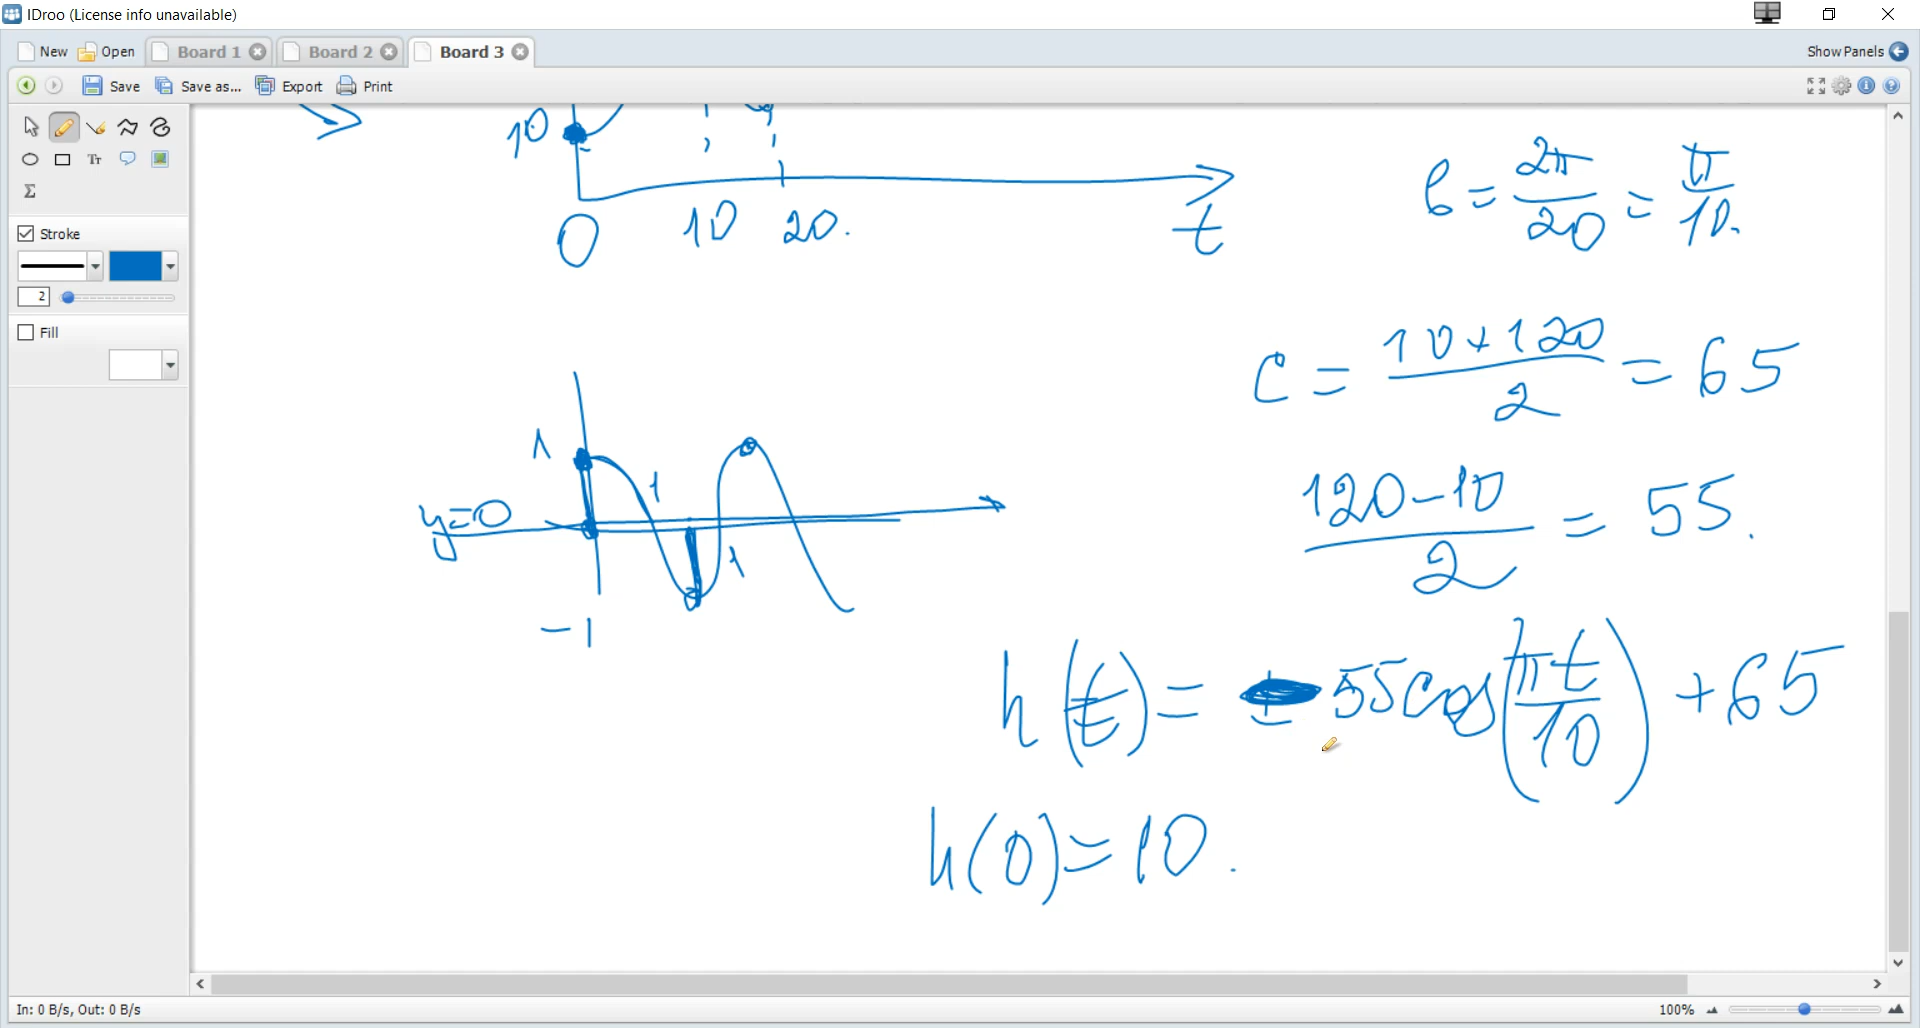 IDroo (License info unavailable)
New Open Board 1 Board 2 Board 3 Show Panels
Save Save as... Export Print
Tт
Σ
Stroke
2
Fill
10
0 10 20. t
b = 2π/20 = π/10.
c = (10+120)/2 = 65
(120-10)/2 = 55.
1
1
y=0
1
-1
h(t) = - 55cos(πt/10) + 65
h(0) = 10.
In: 0 B/s, Out: 0 B/s 100%